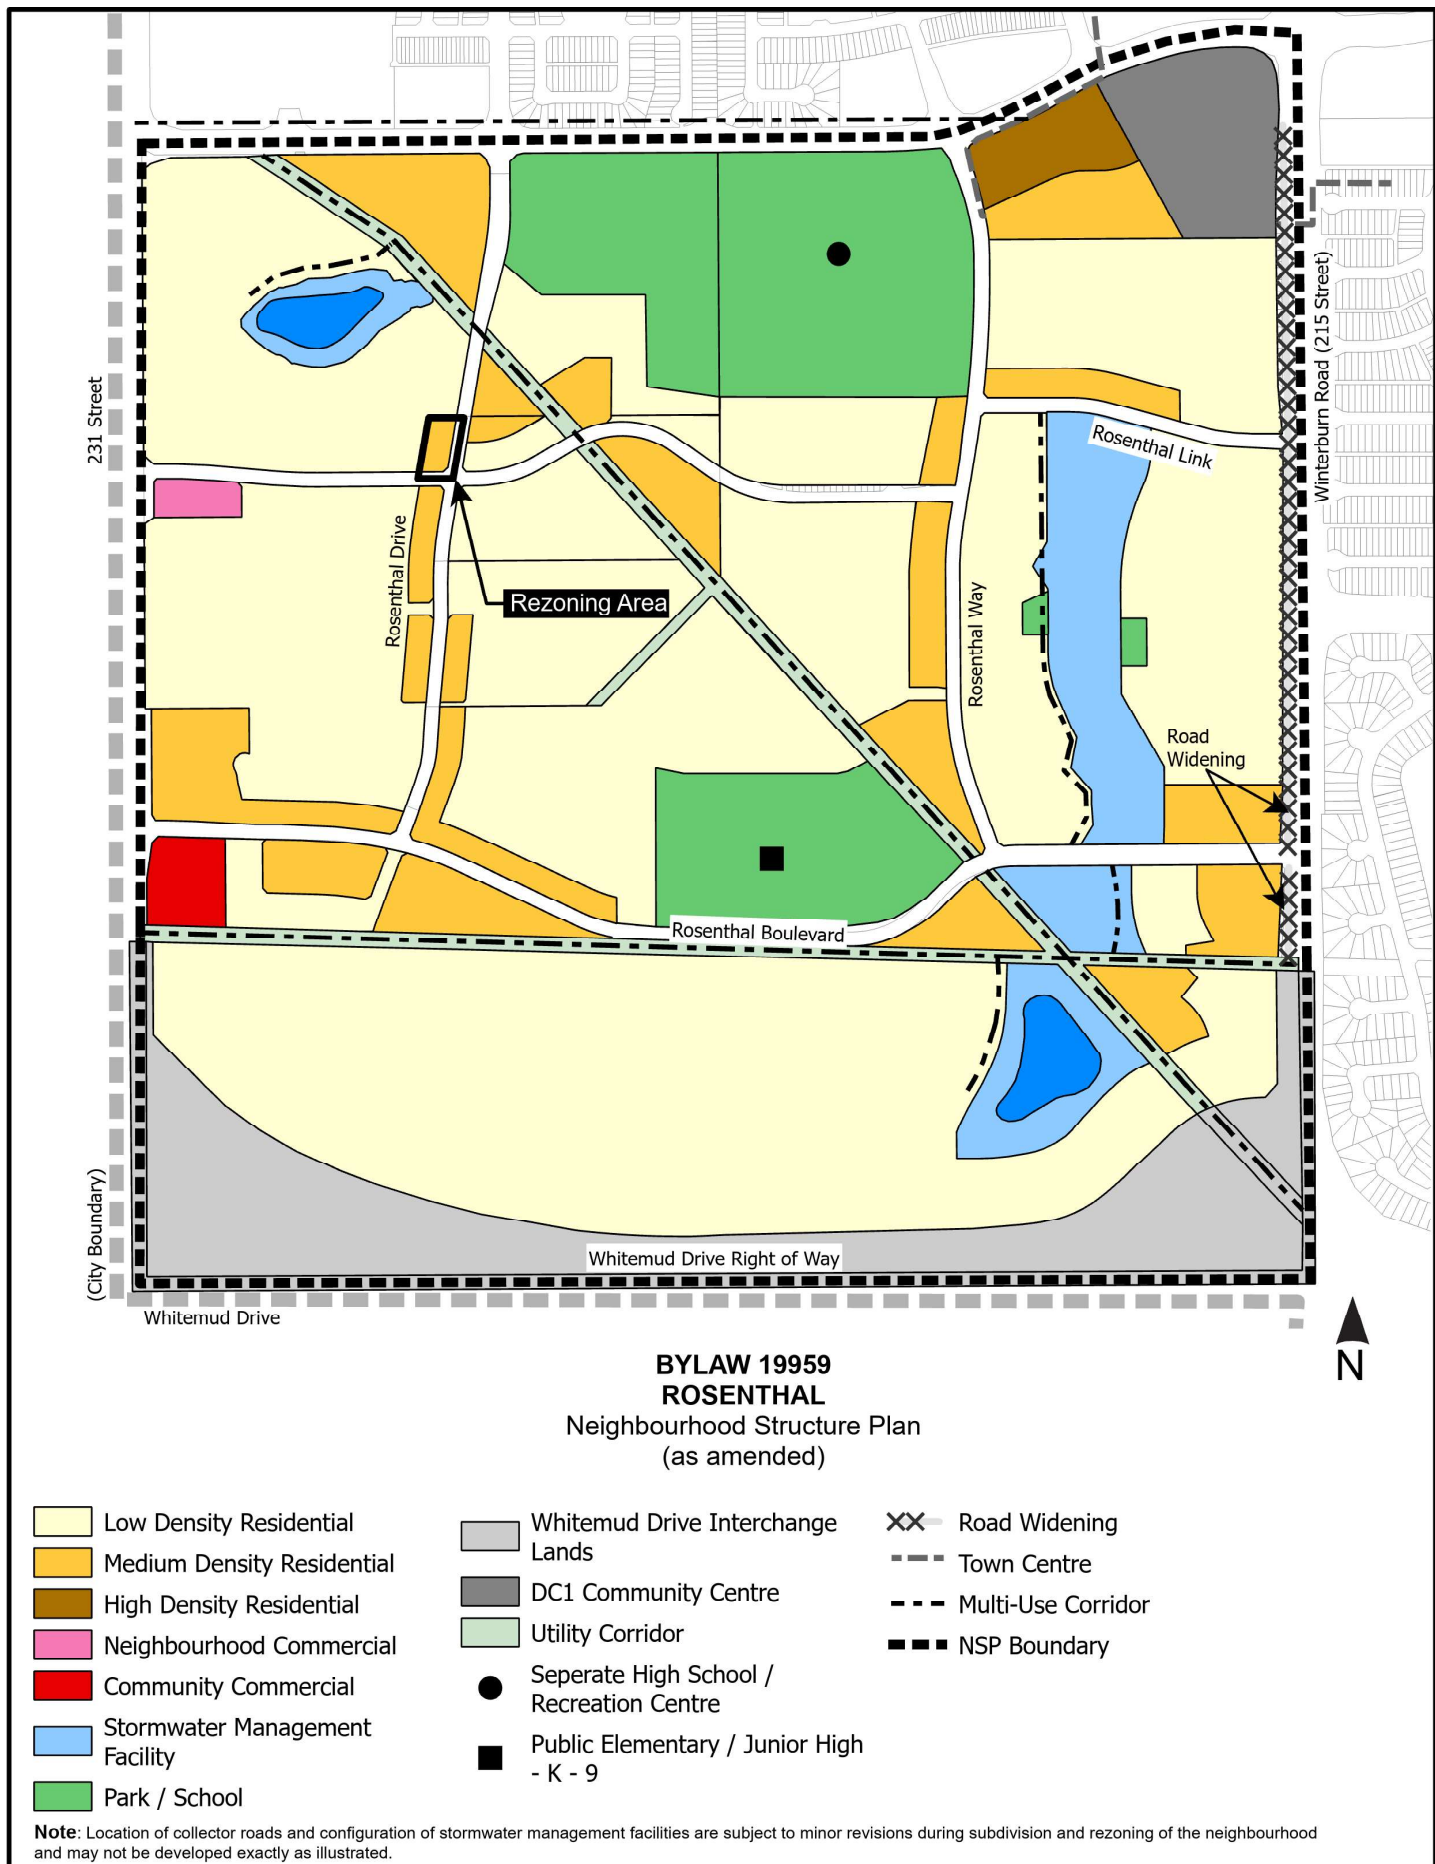 231 Street
Winterburn Road (215 Street)
Rosenthal Link
Rosenthal Drive
Rezoning Area
Rosenthal Way
Road
Widening
Rosenthal Boulevard
(City Boundary)
Whitemud Drive Right of Way
Whitemud Drive
N
BYLAW 19959
ROSENTHAL
Neighbourhood Structure Plan
(as amended)
Low Density Residential
Medium Density Residential
High Density Residential
Neighbourhood Commercial
Community Commercial
Stormwater Management
Facility
Park / School
Whitemud Drive Interchange
Lands
DC1 Community Centre
Utility Corridor
Seperate High School /
Recreation Centre
Public Elementary / Junior High
- K - 9
Road Widening
Town Centre
Multi-Use Corridor
NSP Boundary
Note: Location of collector roads and configuration of stormwater management facilities are subject to minor revisions during subdivision and rezoning of the neighbourhood
and may not be developed exactly as illustrated.